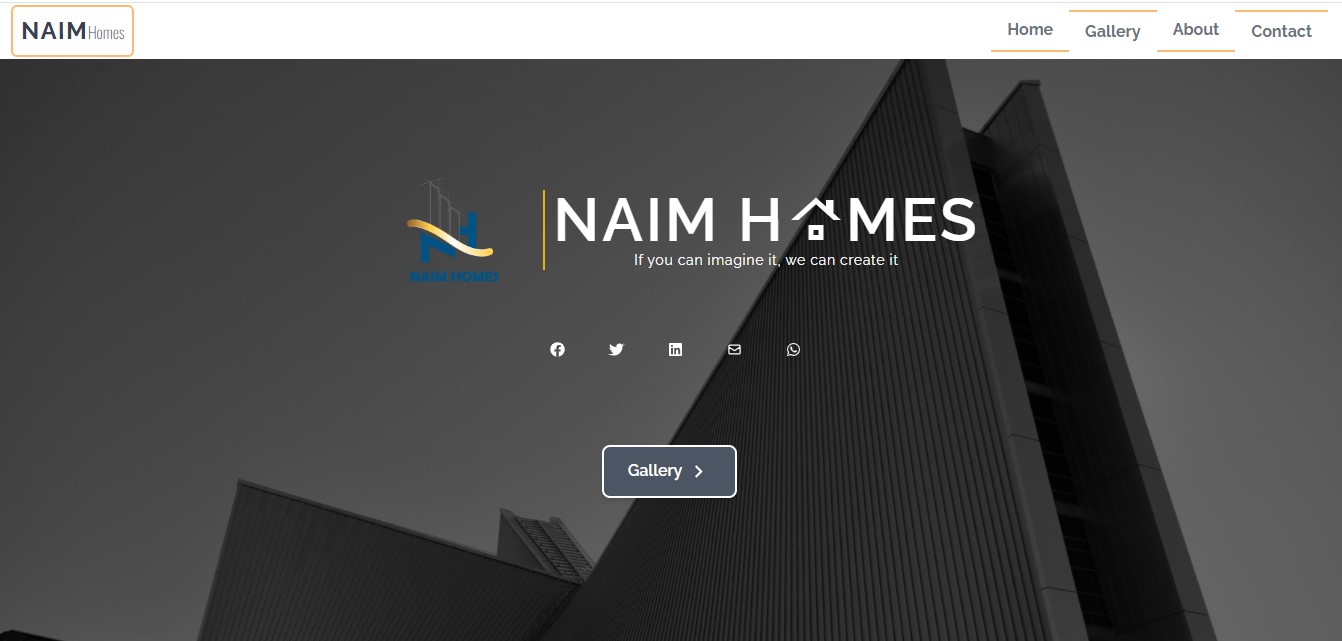 NAIM Homes
Home Gallery About Contact
NAIM HOMES
NAIM HOMES
If you can imagine it, we can create it
Gallery